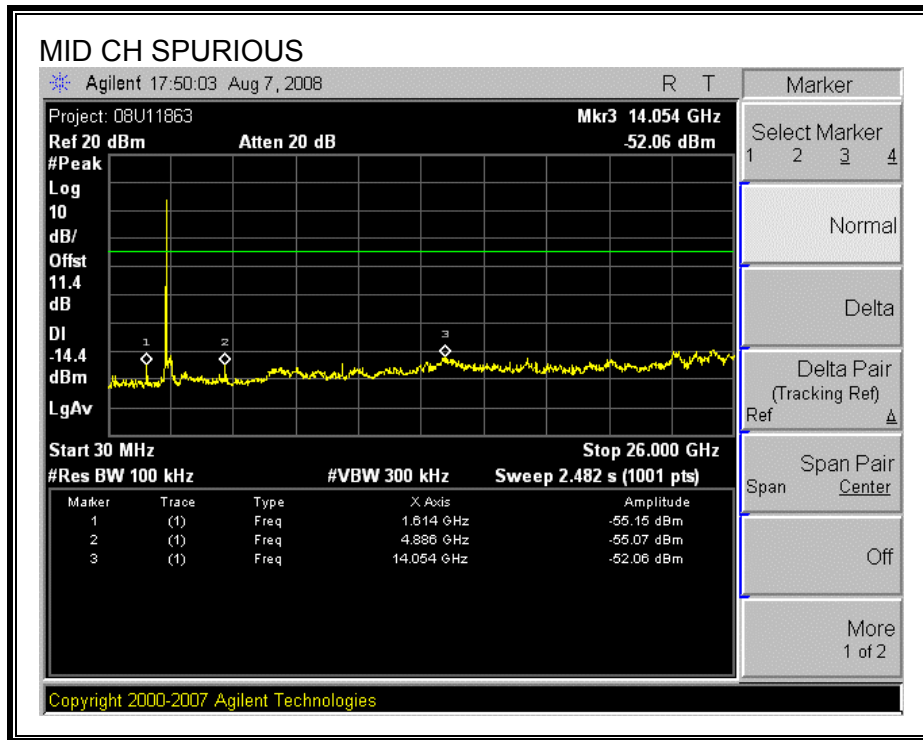 MID CH SPURIOUS
Agilent 17:50:03 Aug 7, 2008 R T
Project: 08U11863 Mkr3 14.054 GHz
Ref 20 dBm Atten 20 dB -52.06 dBm
#Peak
Log
10
dB/
Offst
11.4
dB
DI
-14.4
dBm
LgAv
1
2
3
Start 30 MHz Stop 26.000 GHz
#Res BW 100 kHz #VBW 300 kHz Sweep 2.482 s (1001 pts)
Marker Trace Type X Axis Amplitude
1 (1) Freq 1.614 GHz -55.15 dBm
2 (1) Freq 4.886 GHz -55.07 dBm
3 (1) Freq 14.054 GHz -52.06 dBm
Copyright 2000-2007 Agilent Technologies
Marker
Select Marker
1 2 3 4
Normal
Delta
Delta Pair
(Tracking Ref)
Ref Δ
Span Pair
Span Center
Off
More
1 of 2